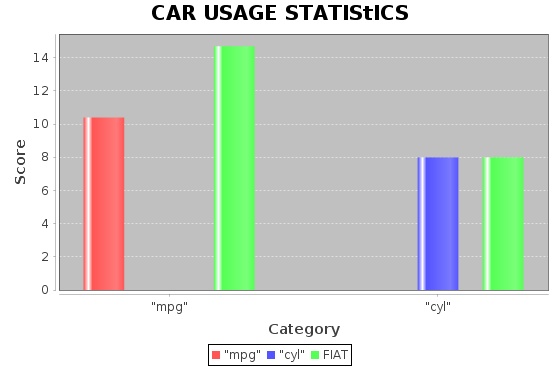 CAR USAGE STATIStICS
Score
14
12
10
8
6
4
2
0
"mpg" "cyl"
Category
"mpg" "cyl" FIAT